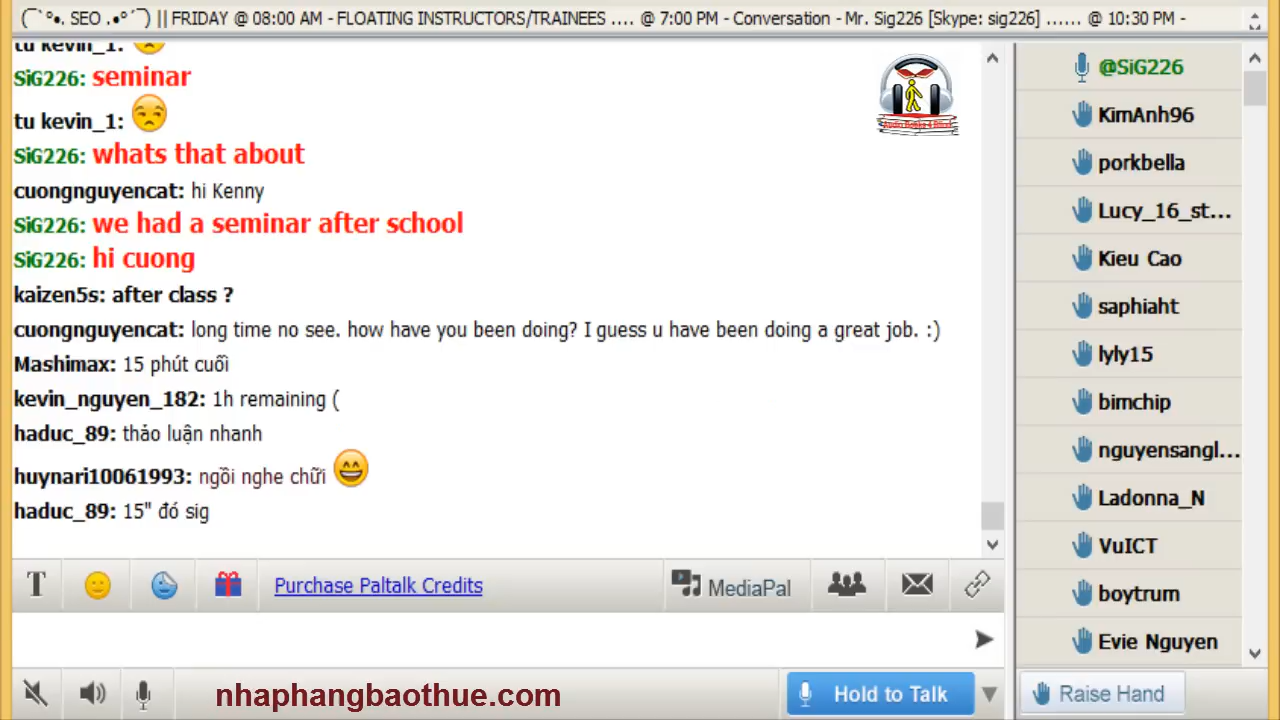 (¯`°•. SEO .•°´¯) || FRIDAY @ 08:00 AM - FLOATING INSTRUCTORS/TRAINEES .... @ 7:00 PM - Conversation - Mr. Sig226 [Skype: sig226] ...... @ 10:30 PM -
tu kevin_1:
SiG226: seminar
tu kevin_1:
SiG226: whats that about
cuongnguyencat: hi Kenny
SiG226: we had a seminar after school
SiG226: hi cuong
kaizen5s: after class ?
cuongnguyencat: long time no see. how have you been doing? I guess u have been doing a great job. :)
Mashimax: 15 phút cuối
kevin_nguyen_182: 1h remaining (
haduc_89: thảo luận nhanh
huynari10061993: ngồi nghe chữi
haduc_89: 15" đó sig
@SiG226
KimAnh96
porkbella
Lucy_16_st...
Kieu Cao
saphiaht
lyly15
bimchip
nguyensangl...
Ladonna_N
VuICT
boytrum
Evie Nguyen
T
Purchase Paltalk Credits
MediaPal
nhaphangbaothue.com
Hold to Talk
Raise Hand